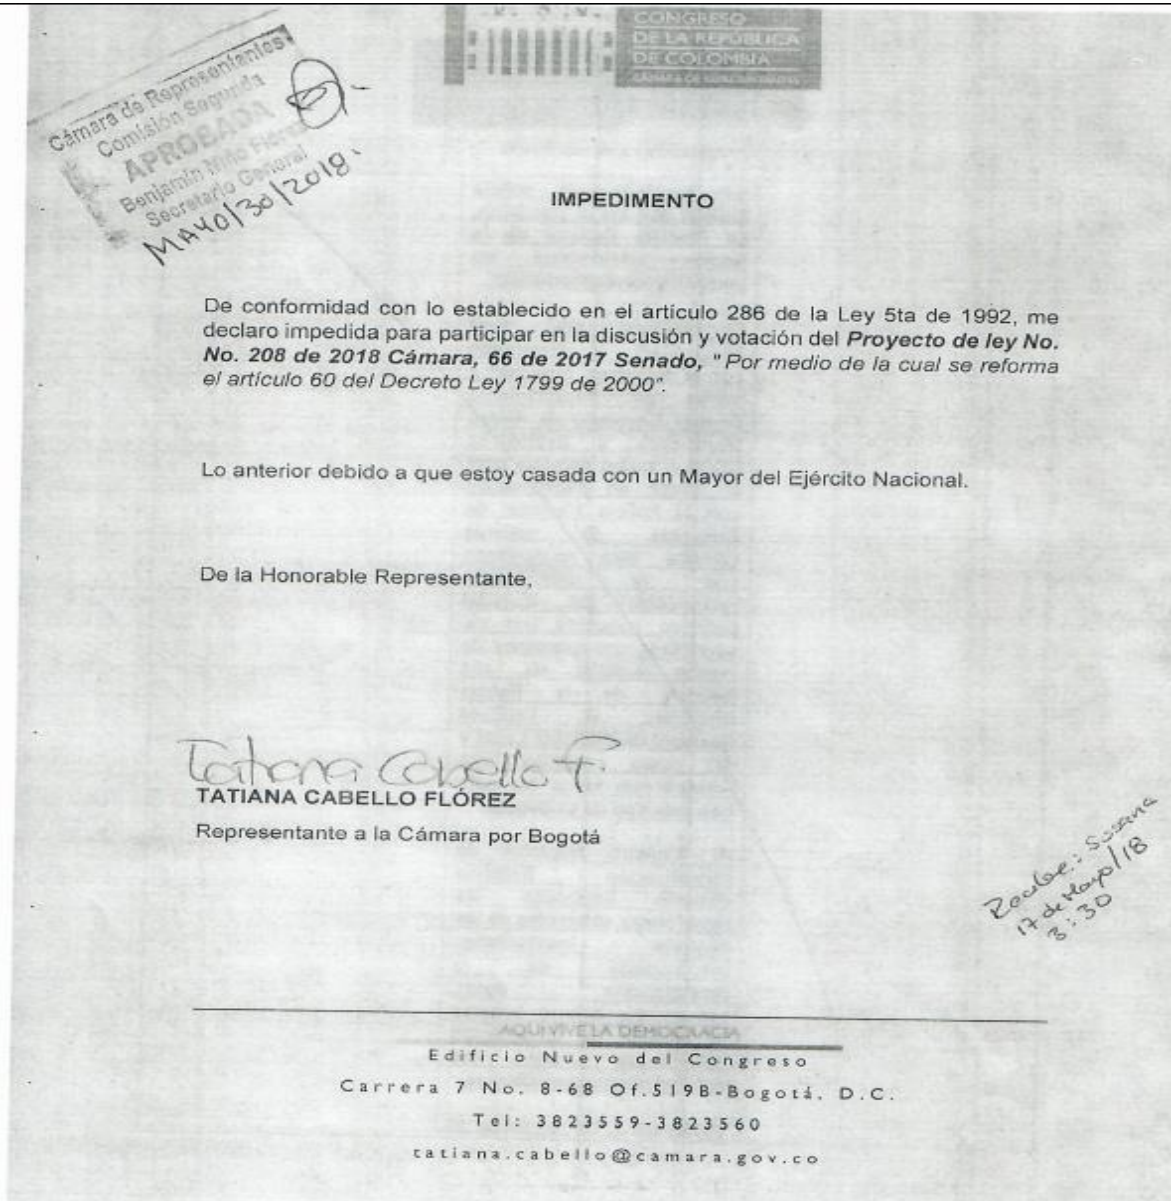 CONGRESO
DE LA REPÚBLICA
DE COLOMBIA
CÁMARA DE REPRESENTANTES
Cámara de Representantes
Comisión Segunda
APROBADA
Benjamín Niño Flórez
Secretario General
MAYO/30/2018.
IMPEDIMENTO
De conformidad con lo establecido en el artículo 286 de la Ley 5ta de 1992, me
declaro impedida para participar en la discusión y votación del Proyecto de ley No.
No. 208 de 2018 Cámara, 66 de 2017 Senado, "Por medio de la cual se reforma
el artículo 60 del Decreto Ley 1799 de 2000".
Lo anterior debido a que estoy casada con un Mayor del Ejército Nacional.
De la Honorable Representante,
Tatiana Cabello F.
TATIANA CABELLO FLÓREZ
Representante a la Cámara por Bogotá
Recibe: Susana
17 de Mayo/18
3:30
AQUI VIVE LA DEMOCRACIA
Edificio Nuevo del Congreso
Carrera 7 No. 8-68 Of.519B-Bogotá, D.C.
Tel: 3823559-3823560
tatiana.cabello@camara.gov.co